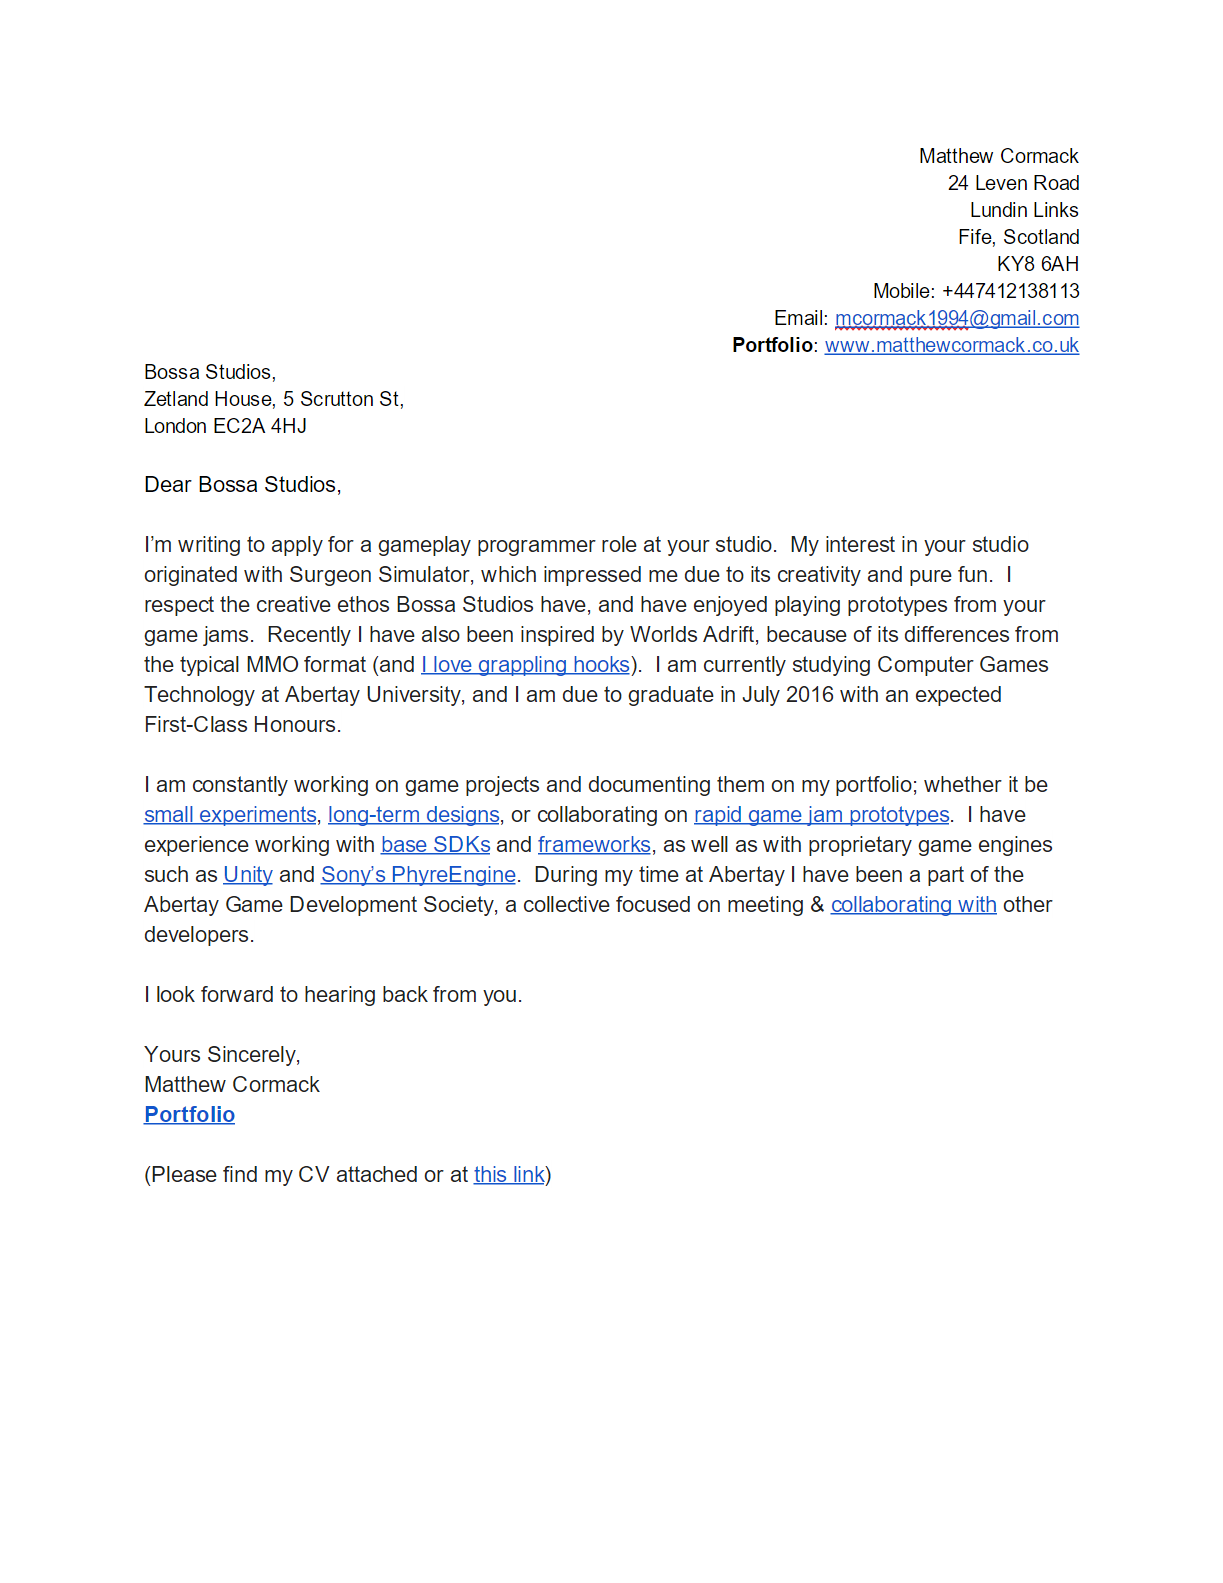 Matthew Cormack
24 Leven Road
Lundin Links
Fife, Scotland
KY8 6AH
Mobile: +447412138113
Email: mcormack1994@gmail.com
Portfolio: www.matthewcormack.co.uk
Bossa Studios,
Zetland House, 5 Scrutton St,
London EC2A 4HJ
Dear Bossa Studios,
I’m writing to apply for a gameplay programmer role at your studio.  My interest in your studio
originated with Surgeon Simulator, which impressed me due to its creativity and pure fun.  I
respect the creative ethos Bossa Studios have, and have enjoyed playing prototypes from your
game jams.  Recently I have also been inspired by Worlds Adrift, because of its differences from
the typical MMO format (and I love grappling hooks).  I am currently studying Computer Games
Technology at Abertay University, and I am due to graduate in July 2016 with an expected
First-Class Honours.
I am constantly working on game projects and documenting them on my portfolio; whether it be
small experiments, long-term designs, or collaborating on rapid game jam prototypes.  I have
experience working with base SDKs and frameworks, as well as with proprietary game engines
such as Unity and Sony’s PhyreEngine.  During my time at Abertay I have been a part of the
Abertay Game Development Society, a collective focused on meeting & collaborating with other
developers.
I look forward to hearing back from you.
Yours Sincerely,
Matthew Cormack
Portfolio
(Please find my CV attached or at this link)